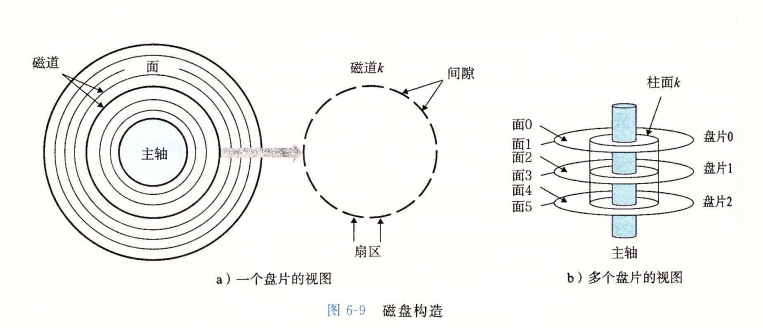 磁道
面
主轴
磁道k
间隙
扇区
a）一个盘片的视图
柱面k
面0
面1
面2
面3
面4
面5
盘片0
盘片1
盘片2
主轴
b）多个盘片的视图
图 6-9 磁盘构造